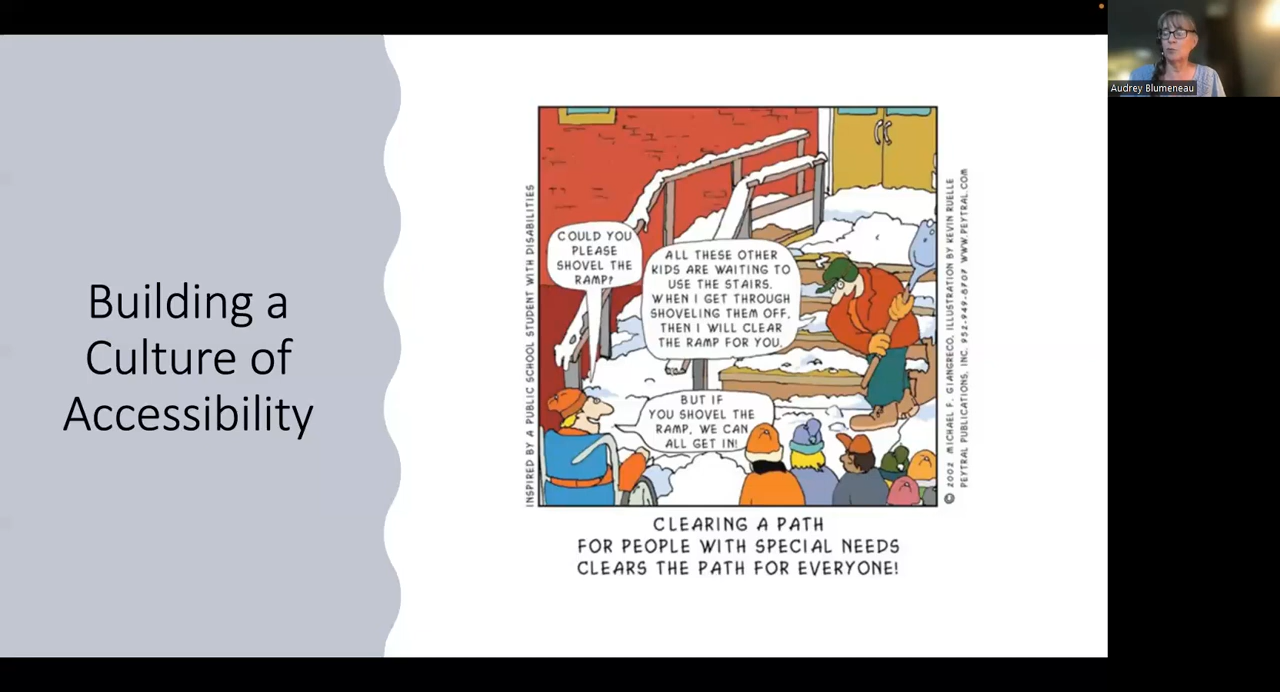 Building a
Culture of
Accessibility
INSPIRED BY A PUBLIC SCHOOL STUDENT WITH DISABILITIES
COULD YOU
PLEASE
SHOVEL THE
RAMP?
ALL THESE OTHER
KIDS ARE WAITING TO
USE THE STAIRS.
WHEN I GET THROUGH
SHOVELING THEM OFF,
THEN I WILL CLEAR
THE RAMP FOR YOU.
BUT IF
YOU SHOVEL THE
RAMP, WE CAN
ALL GET IN!
© 2002 MICHAEL F. GIANGRECO, ILLUSTRATION BY KEVIN RUELLE
PEYTRAL PUBLICATIONS, INC. 952-949-8707 WWW.PEYTRAL.COM
CLEARING A PATH
FOR PEOPLE WITH SPECIAL NEEDS
CLEARS THE PATH FOR EVERYONE!
Audrey Blumeneau